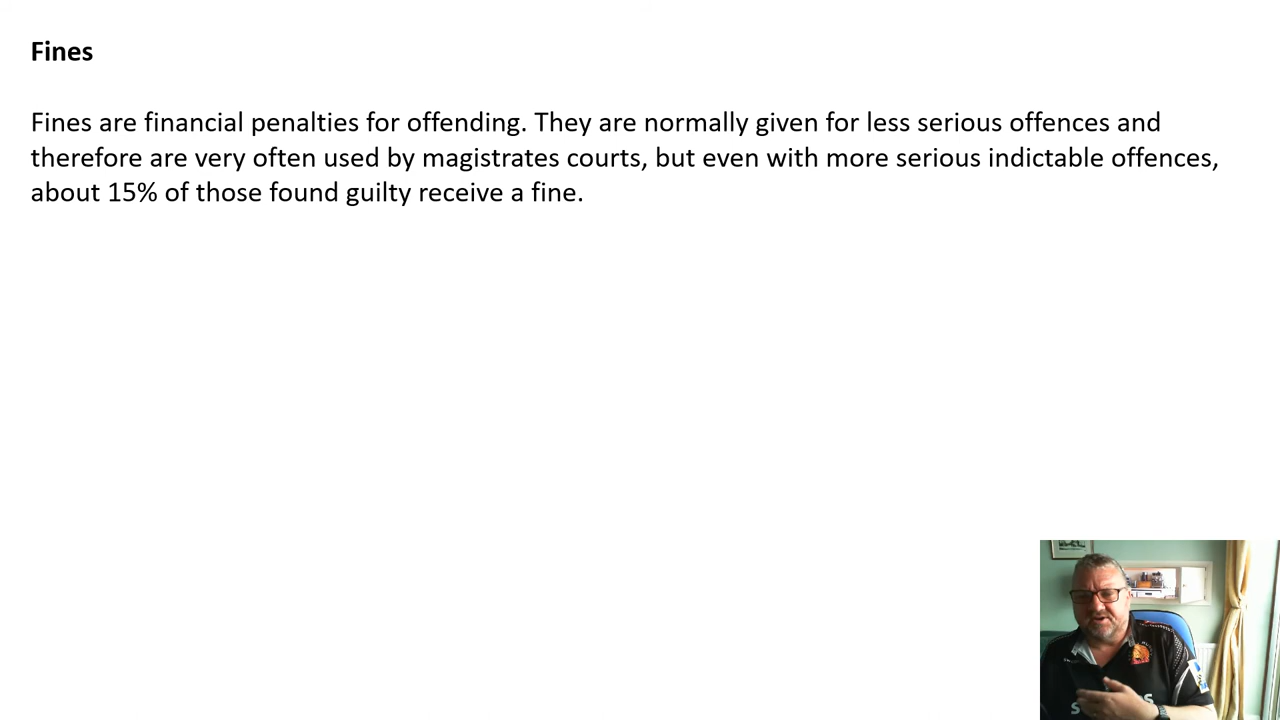 Fines
Fines are financial penalties for offending. They are normally given for less serious offences and
therefore are very often used by magistrates courts, but even with more serious indictable offences,
about 15% of those found guilty receive a fine.